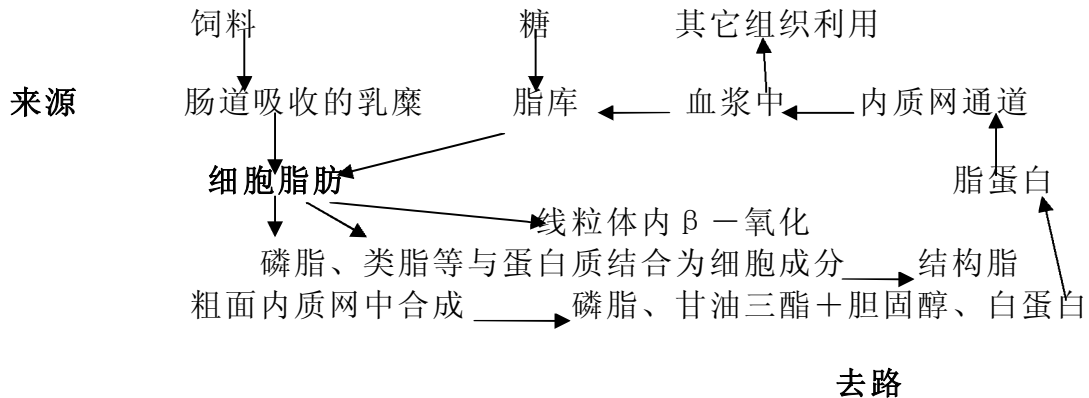 饲料 糖 其它组织利用
来源 肠道吸收的乳糜 脂库 血浆中 内质网通道
细胞脂肪 脂蛋白
线粒体内β－氧化
磷脂、类脂等与蛋白质结合为细胞成分 结构脂
粗面内质网中合成 磷脂、甘油三酯＋胆固醇、白蛋白
去路